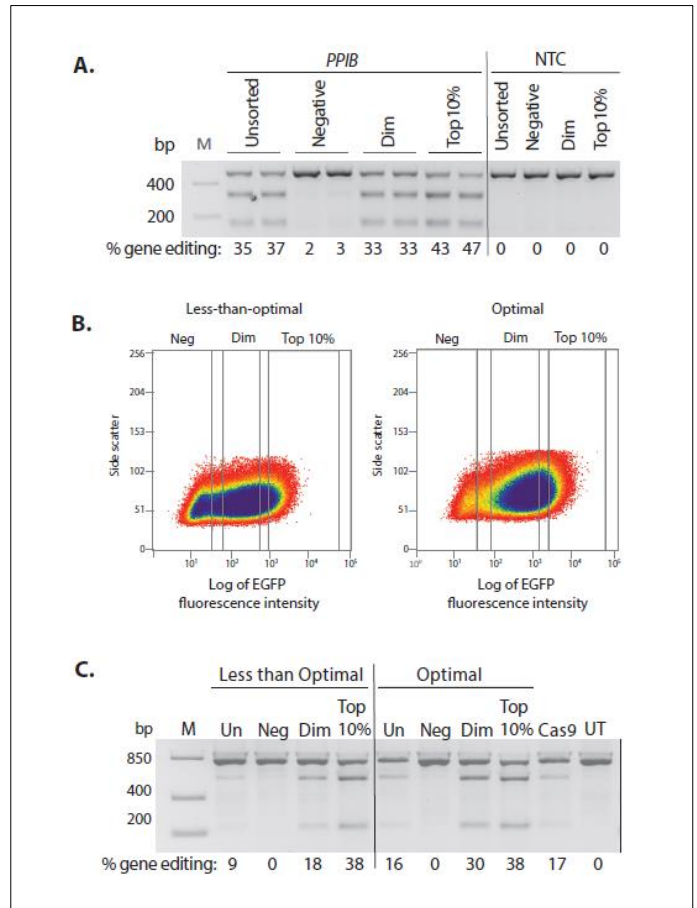 A.
PPIB NTC
Unsorted Negative Dim Top 10% Unsorted Negative Dim Top 10%
bp M
400
200
% gene editing: 35 37 2 3 33 33 43 47 0 0 0 0
B.
Less-than-optimal Optimal
Neg Dim Top 10% Neg Dim Top 10%
256 256
204 204
153 153
102 102
51 51
0 0
Side scatter Side scatter
10¹ 10² 10³ 10⁴ 10⁵ 10⁰ 10¹ 10² 10³ 10⁴ 10⁵
Log of EGFP Log of EGFP
fluorescence intensity fluorescence intensity
C.
Less than Optimal Optimal
Top Top
bp M Un Neg Dim 10% Un Neg Dim 10% Cas9 UT
850
400
200
% gene editing: 9 0 18 38 16 0 30 38 17 0